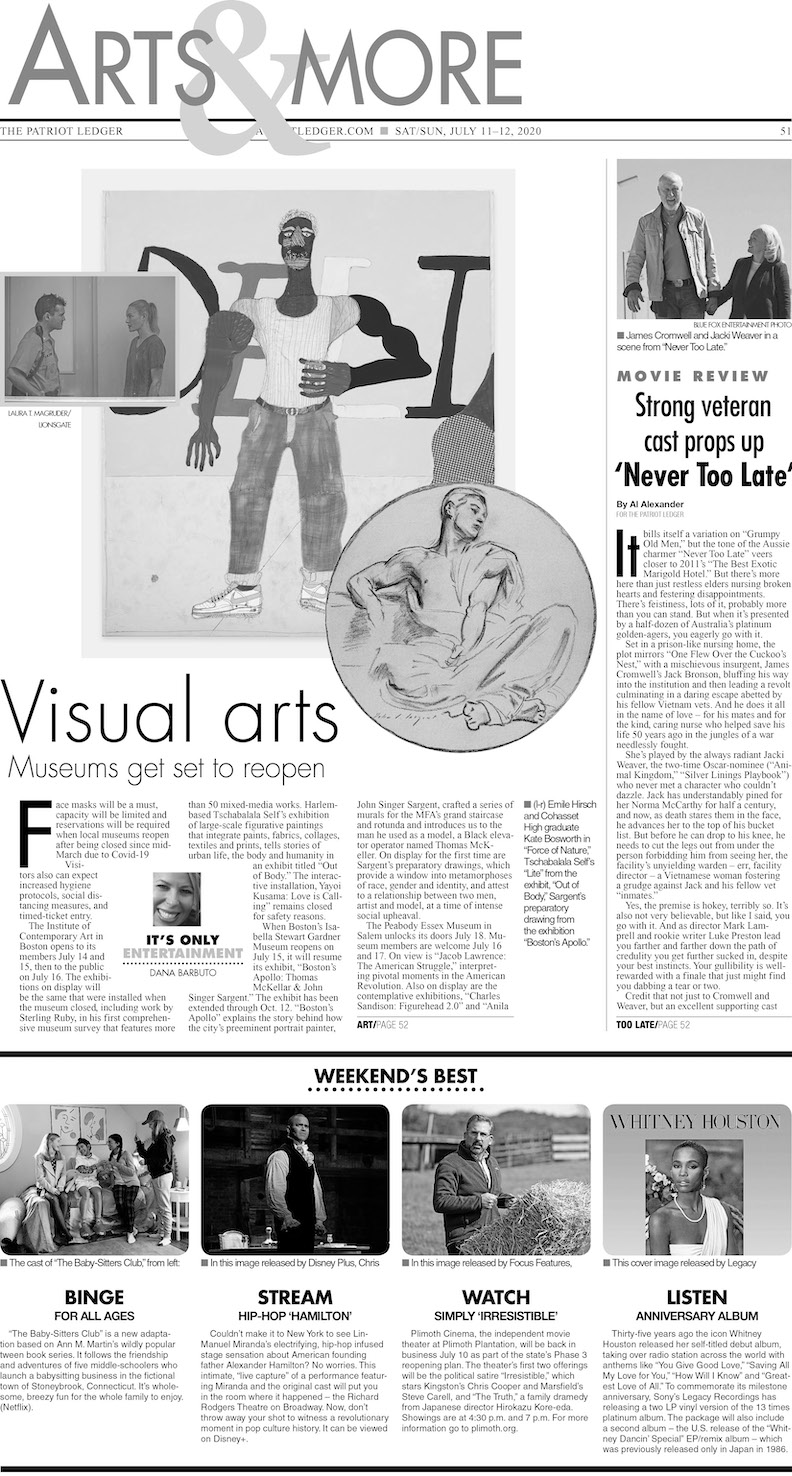 ARTS & MORE
THE PATRIOT LEDGER
TLEDGER.COM ■ SAT/SUN, JULY 11–12, 2020
51
DELI
LAURA T. MAGRUDER/
LIONSGATE
Visual arts
Museums get set to reopen
Face masks will be a must,
capacity will be limited and
reservations will be required
when local museums reopen
after being closed since mid-
March due to Covid-19
Visi-
tors also can expect
increased hygiene
protocols, social dis-
tancing measures, and
timed-ticket entry.
The Institute of
Contemporary Art in
Boston opens to its
members July 14 and
15, then to the public
on July 16. The exhibi-
tions on display will
be the same that were installed when
the museum closed, including work by
Sterling Ruby, in his first comprehen-
sive museum survey that features more
IT’S ONLY
ENTERTAINMENT
DANA BARBUTO
than 50 mixed-media works. Harlem-
based Tschabalala Self’s exhibition
of large-scale figurative paintings
that integrate paints, fabrics, collages,
textiles and prints, tells stories of
urban life, the body and humanity in
an exhibit titled “Out
of Body.” The interac-
tive installation, Yayoi
Kusama: Love is Call-
ing” remains closed
for safety reasons.
When Boston’s Isa-
bella Stewart Gardner
Museum reopens on
July 15, it will resume
its exhibit, “Boston’s
Apollo: Thomas
McKellar & John
Singer Sargent.” The exhibit has been
extended through Oct. 12. “Boston’s
Apollo” explains the story behind how
the city’s preeminent portrait painter,
John Singer Sargent, crafted a series of
murals for the MFA’s grand staircase
and rotunda and introduces us to the
man he used as a model, a Black eleva-
tor operator named Thomas McK-
eller. On display for the first time are
Sargent’s preparatory drawings, which
provide a window into metamorphoses
of race, gender and identity, and attest
to a relationship between two men,
artist and model, at a time of intense
social upheaval.
The Peabody Essex Museum in
Salem unlocks its doors July 18. Mu-
seum members are welcome July 16
and 17. On view is “Jacob Lawrence:
The American Struggle,” interpret-
ing pivotal moments in the American
Revolution. Also on display are the
contemplative exhibitions, “Charles
Sandison: Figurehead 2.0” and “Anila
ART/PAGE 52
■ (l-r) Emile Hirsch
and Cohasset
High graduate
Kate Bosworth in
“Force of Nature,”
Tschabalala Self’s
“Lite” from the
exhibit, “Out of
Body,” Sargent’s
preparatory
drawing from
the exhibition
“Boston’s Apollo.”
BLUE FOX ENTERTAINMENT PHOTO
■ James Cromwell and Jacki Weaver in a
scene from “Never Too Late.”
MOVIE REVIEW
Strong veteran
cast props up
‘Never Too Late’
By Al Alexander
FOR THE PATRIOT LEDGER
It bills itself a variation on “Grumpy
Old Men,” but the tone of the Aussie
charmer “Never Too Late” veers
closer to 2011’s “The Best Exotic
Marigold Hotel.” But there’s more
here than just restless elders nursing broken
hearts and festering disappointments.
There’s feistiness, lots of it, probably more
than you can stand. But when it’s presented
by a half-dozen of Australia’s platinum
golden-agers, you eagerly go with it.
Set in a prison-like nursing home, the
plot mirrors “One Flew Over the Cuckoo’s
Nest,” with a mischievous insurgent, James
Cromwell’s Jack Bronson, bluffing his way
into the institution and then leading a revolt
culminating in a daring escape abetted by
his fellow Vietnam vets. And he does it all
in the name of love – for his mates and for
the kind, caring nurse who helped save his
life 50 years ago in the jungles of a war
needlessly fought.
She’s played by the always radiant Jacki
Weaver, the two-time Oscar-nominee (“Ani-
mal Kingdom,” “Silver Linings Playbook”)
who never met a character who couldn’t
dazzle. Jack has understandably pined for
her Norma McCarthy for half a century,
and now, as death stares them in the face,
he advances her to the top of his bucket
list. But before he can drop to his knee, he
needs to cut the legs out from under the
person forbidding him from seeing her, the
facility’s unyielding warden – err, facility
director – a Vietnamese woman fostering
a grudge against Jack and his fellow vet
“inmates.”
Yes, the premise is hokey, terribly so. It’s
also not very believable, but like I said, you
go with it. And as director Mark Lam-
prell and rookie writer Luke Preston lead
you farther and farther down the path of
credulity you get further sucked in, despite
your best instincts. Your gullibility is well-
rewarded with a finale that just might find
you dabbing a tear or two.
Credit that not just to Cromwell and
Weaver, but an excellent supporting cast
TOO LATE/PAGE 52
WEEKEND’S BEST
■ The cast of “The Baby-Sitters Club,” from left:
BINGE
FOR ALL AGES
“The Baby-Sitters Club” is a new adapta-
tion based on Ann M. Martin’s wildly popular
tween book series. It follows the friendship
and adventures of five middle-schoolers who
launch a babysitting business in the fictional
town of Stoneybrook, Connecticut. It’s whole-
some, breezy fun for the whole family to enjoy.
(Netflix).
■ In this image released by Disney Plus, Chris
STREAM
HIP-HOP ‘HAMILTON’
Couldn’t make it to New York to see Lin-
Manuel Miranda’s electrifying, hip-hop infused
stage sensation about American founding
father Alexander Hamilton? No worries. This
intimate, “live capture” of a performance featur-
ing Miranda and the original cast will put you
in the room where it happened – the Richard
Rodgers Theatre on Broadway. Now, don’t
throw away your shot to witness a revolutionary
moment in pop culture history. It can be viewed
on Disney+.
■ In this image released by Focus Features,
WATCH
SIMPLY ‘IRRESISTIBLE’
Plimoth Cinema, the independent movie
theater at Plimoth Plantation, will be back in
business July 10 as part of the state’s Phase 3
reopening plan. The theater’s first two offerings
will be the political satire “Irresistible,” which
stars Kingston’s Chris Cooper and Marsfield’s
Steve Carell, and “The Truth,” a family dramedy
from Japanese director Hirokazu Kore-eda.
Showings are at 4:30 p.m. and 7 p.m. For more
information go to plimoth.org.
WHITNEY HOUSTON
■ This cover image released by Legacy
LISTEN
ANNIVERSARY ALBUM
Thirty-five years ago the icon Whitney
Houston released her self-titled debut album,
taking over radio station across the world with
anthems like “You Give Good Love,” “Saving All
My Love for You,” “How Will I Know” and “Great-
est Love of All.” To commemorate its milestone
anniversary, Sony’s Legacy Recordings has
releasing a two LP vinyl version of the 13 times
platinum album. The package will also include
a second album – the U.S. release of the “Whit-
ney Dancin’ Special” EP/remix album – which
was previously released only in Japan in 1986.